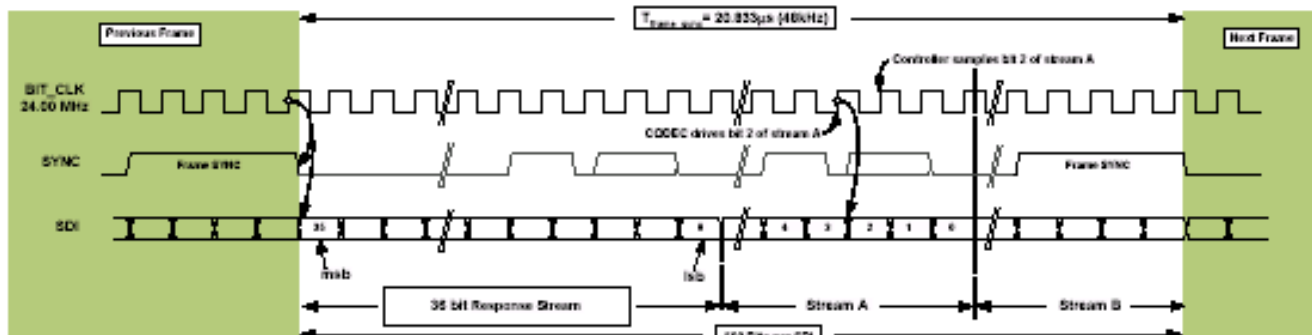 T frame_sync = 20.833µs (48kHz)
Previous Frame
Next Frame
Controller samples bit 2 of stream A
BIT_CLK
24.00 MHz
CODEC drives bit 2 of stream A
SYNC
Frame SYNC
Frame SYNC
SDI
35
4
3
2
1
0
msb
lsb
36 bit Response Stream
Stream A
Stream B